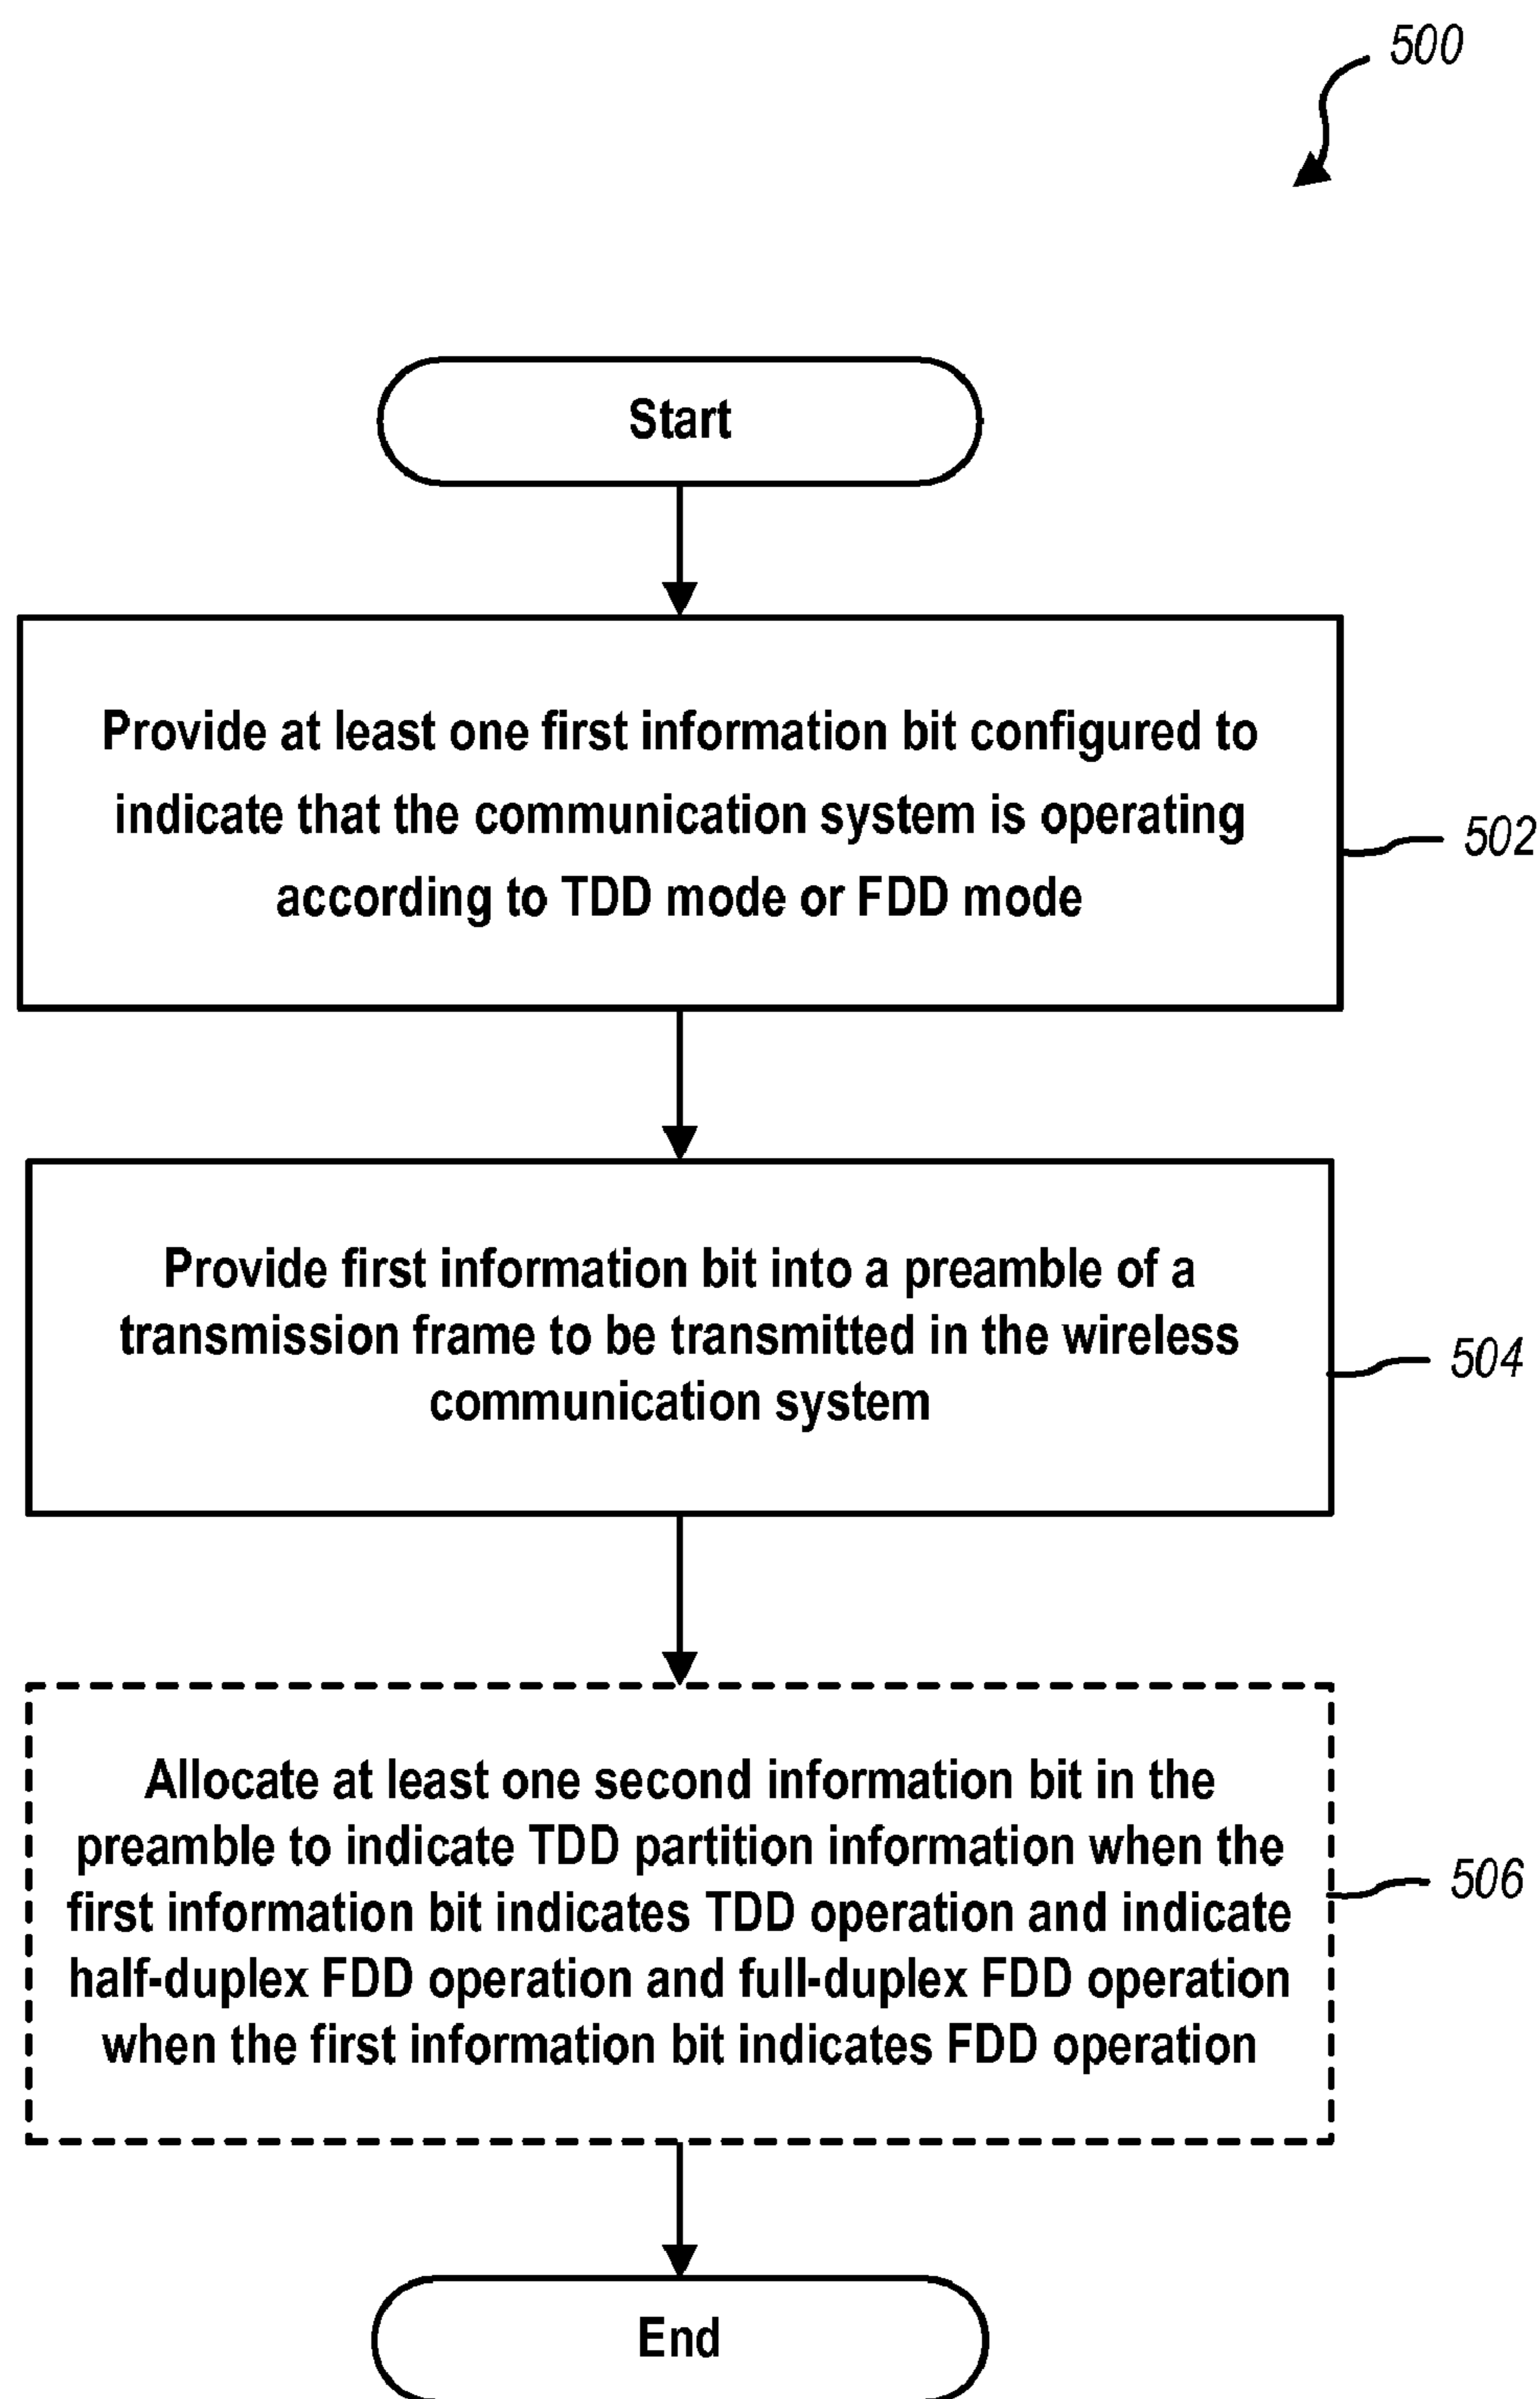 500
Start
Provide at least one first information bit configured to
indicate that the communication system is operating
according to TDD mode or FDD mode
502
Provide first information bit into a preamble of a
transmission frame to be transmitted in the wireless
communication system
504
Allocate at least one second information bit in the
preamble to indicate TDD partition information when the
first information bit indicates TDD operation and indicate
half-duplex FDD operation and full-duplex FDD operation
when the first information bit indicates FDD operation
506
End